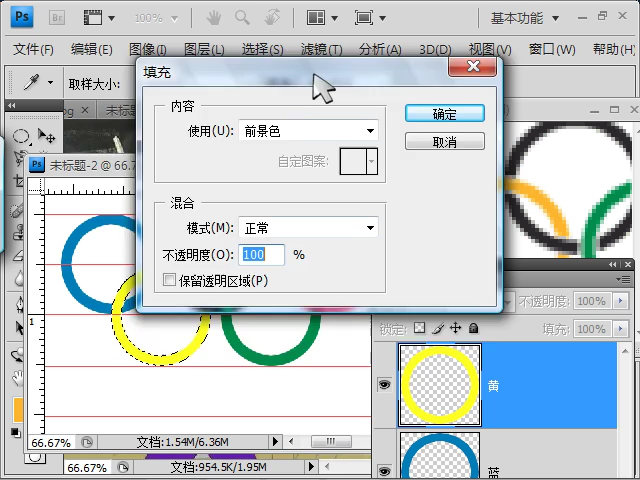 Ps Br 100% 基本功能
文件(F) 编辑(E) 图像(I) 图层(L) 选择(S) 滤镜(T) 分析(A) 3D(D) 视图(V) 窗口(W) 帮助(H)
取样大小:
填充
内容
使用(U): 前景色
自定图案:
确定
取消
混合
模式(M): 正常
不透明度(O): 100 %
保留透明区域(P)
未标题-2 @ 66.7
不透明度: 100%
锁定: 填充: 100%
1
黄
蓝
66.67% 文档:1.54M/6.36M
66.67% 文档:954.5K/1.95M